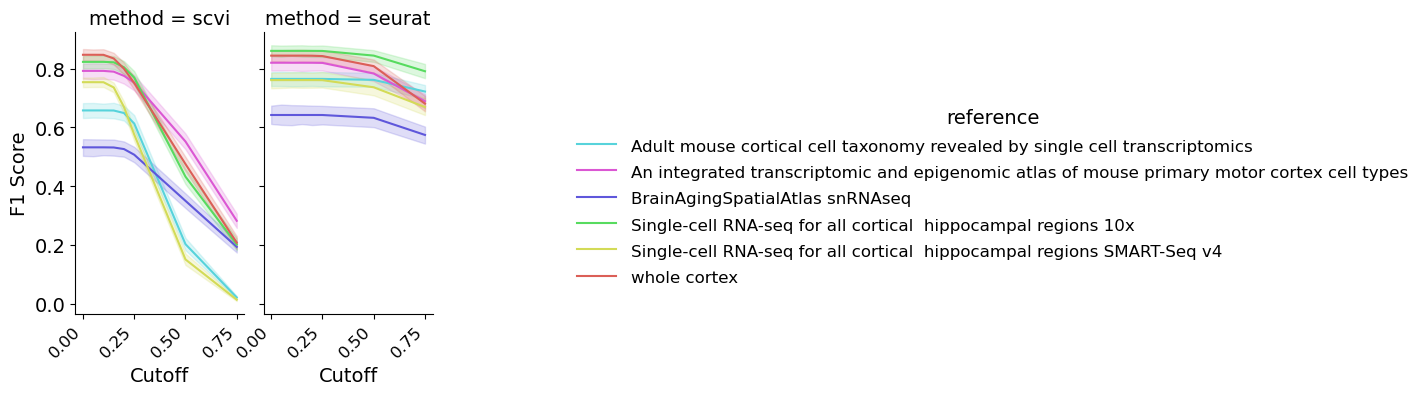 method = scvi
method = seurat
F1 Score
0.8
0.6
0.4
0.2
0.0
0.00
0.25
0.50
0.75
0.00
0.25
0.50
0.75
Cutoff
Cutoff
reference
Adult mouse cortical cell taxonomy revealed by single cell transcriptomics
An integrated transcriptomic and epigenomic atlas of mouse primary motor cortex cell types
BrainAgingSpatialAtlas snRNAseq
Single-cell RNA-seq for all cortical  hippocampal regions 10x
Single-cell RNA-seq for all cortical  hippocampal regions SMART-Seq v4
whole cortex